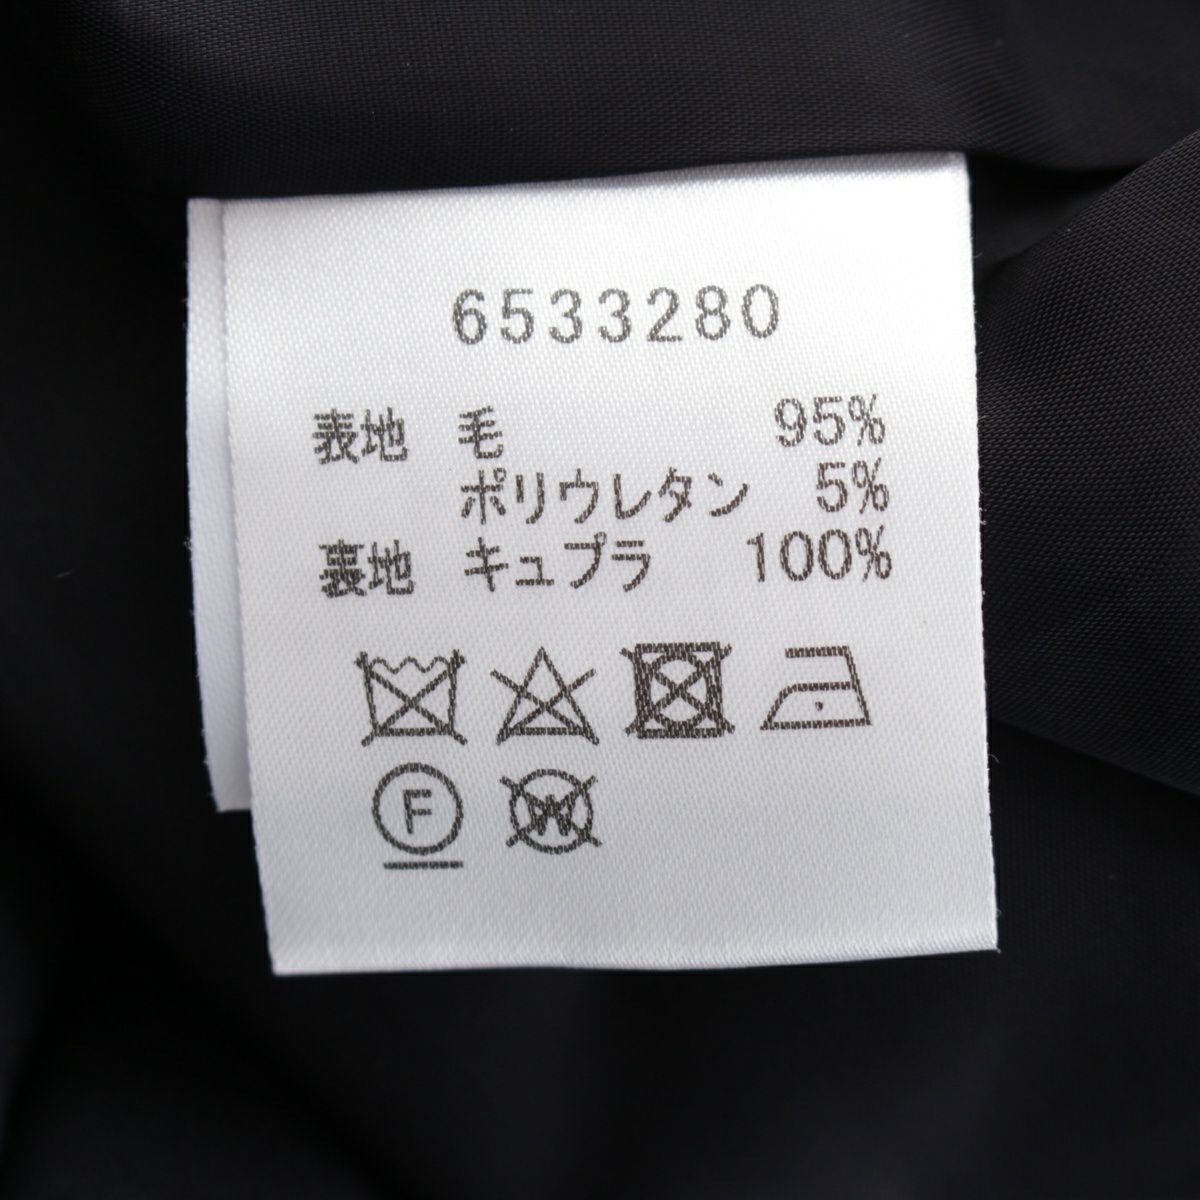 6533280
表地 毛 95%
ポリウレタン 5%
裏地 キュプラ 100%
F W